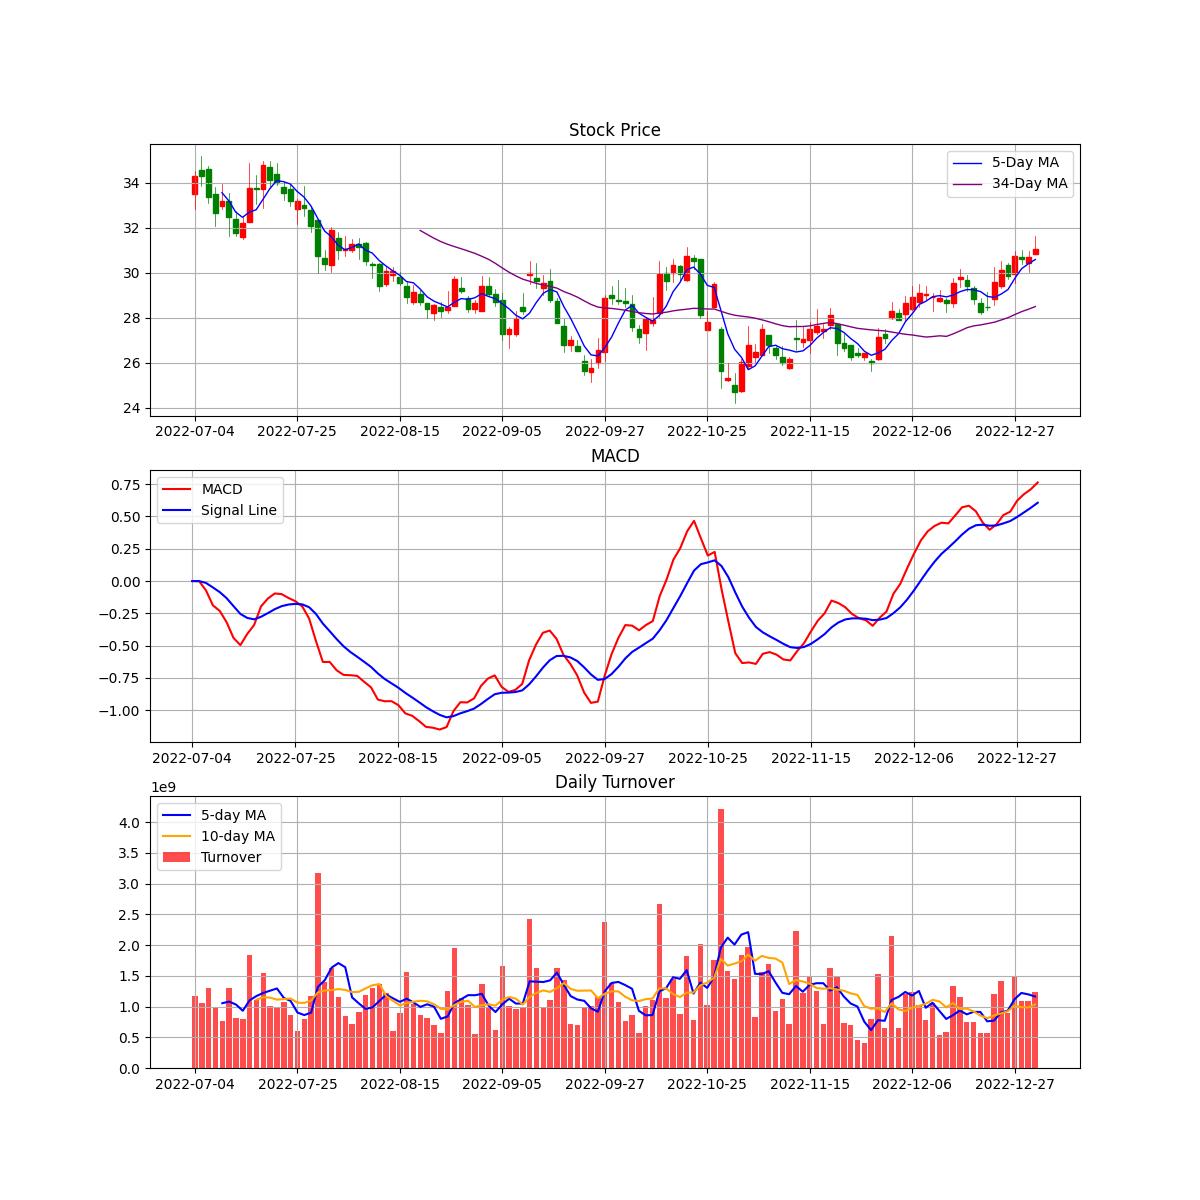 Stock Price
5-Day MA
34-Day MA
34
32
30
28
26
24
2022-07-04 2022-07-25 2022-08-15 2022-09-05 2022-09-27 2022-10-25 2022-11-15 2022-12-06 2022-12-27
MACD
MACD
Signal Line
0.75
0.50
0.25
0.00
−0.25
−0.50
−0.75
−1.00
2022-07-04 2022-07-25 2022-08-15 2022-09-05 2022-09-27 2022-10-25 2022-11-15 2022-12-06 2022-12-27
Daily Turnover
1e9
5-day MA
10-day MA
Turnover
4.0
3.5
3.0
2.5
2.0
1.5
1.0
0.5
0.0
2022-07-04 2022-07-25 2022-08-15 2022-09-05 2022-09-27 2022-10-25 2022-11-15 2022-12-06 2022-12-27